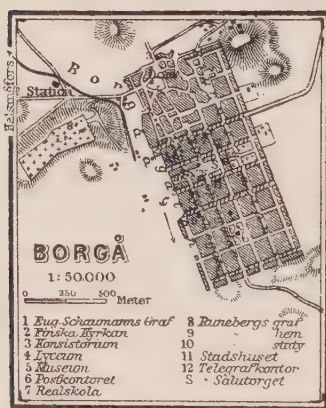 Station
BORGÅ
1:50.000
0 250 500
Meter
1 Eug. Schaumanns Graf
2 Finska Kyrkan
3 Konsistorium
4 Lyceum
5 Museum
6 Postkontoret
7 Realskola
8 Runebergs graf
9 " hem
10 " staty
11 Stadshuset
12 Telegrafkontor
S · Salutorget